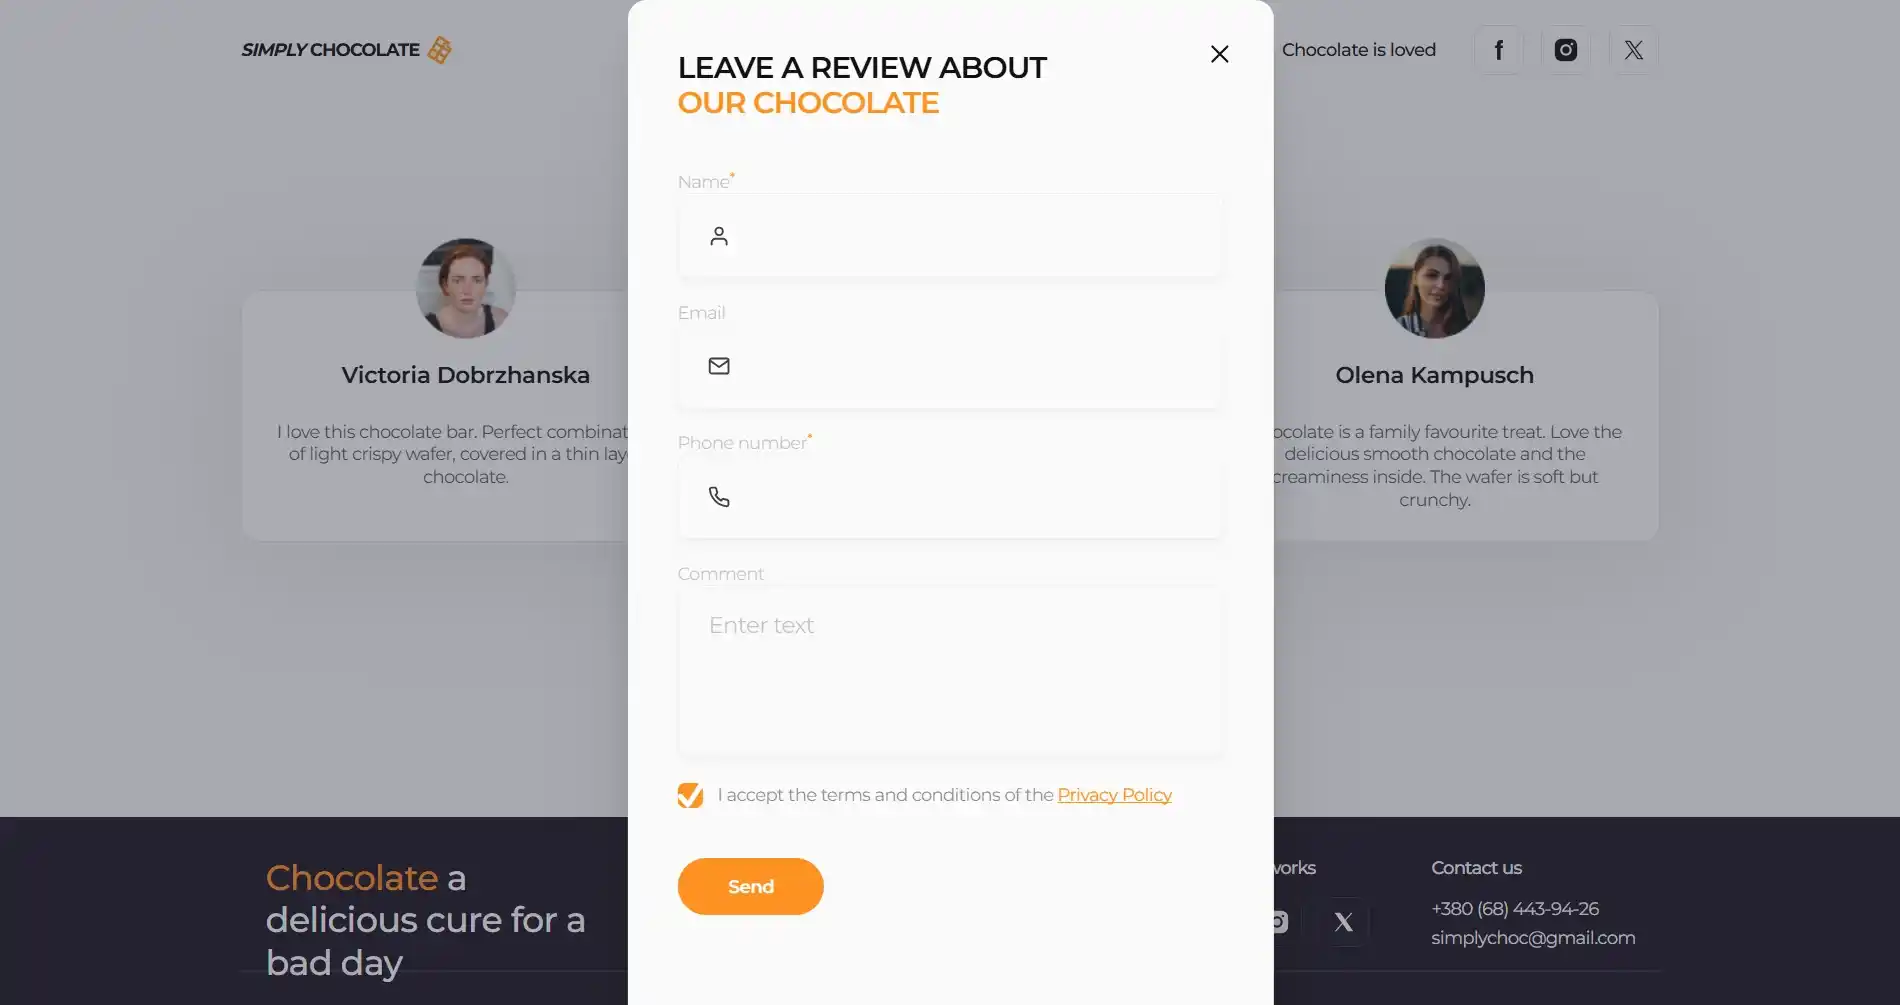 SIMPLY CHOCOLATE
Chocolate is loved
LEAVE A REVIEW ABOUT
OUR CHOCOLATE
Name*
Email
Phone number*
Comment
Enter text
I accept the terms and conditions of the Privacy Policy
Send
Victoria Dobrzhanska
I love this chocolate bar. Perfect
of light crispy wafer, covered in a thin
chocolate.
Olena Kampusch
is a family favourite treat. Love the
delicious smooth chocolate and the
creaminess inside. The wafer is soft but
crunchy.
Chocolate a
delicious cure for a
bad day
Contact us
+380 (68) 443-94-26
simplychoc@gmail.com